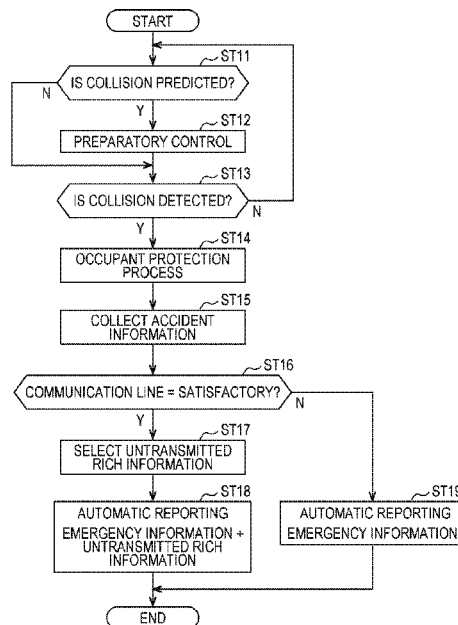 START
ST11
IS COLLISION PREDICTED?
N
Y
ST12
PREPARATORY CONTROL
ST13
IS COLLISION DETECTED?
N
Y
ST14
OCCUPANT PROTECTION
PROCESS
ST15
COLLECT ACCIDENT
INFORMATION
ST16
COMMUNICATION LINE = SATISFACTORY?
N
Y
ST17
SELECT UNTRANSMITTED
RICH INFORMATION
ST18
AUTOMATIC REPORTING
EMERGENCY INFORMATION +
UNTRANSMITTED RICH
INFORMATION
ST19
AUTOMATIC REPORTING
EMERGENCY INFORMATION
END